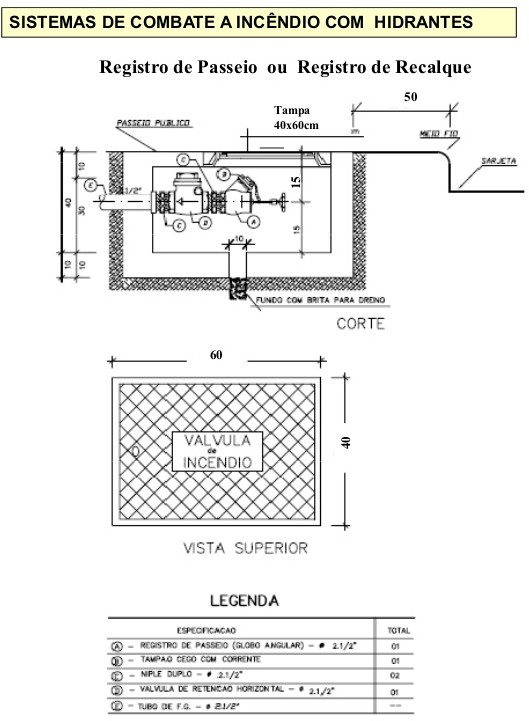 SISTEMAS DE COMBATE A INCÊNDIO COM HIDRANTES
Registro de Passeio ou Registro de Recalque
50
Tampa
40x60cm
PASSEIO PUBLICO
MEIO FIO
SARJETA
10
40
30
10
10
E
1/2"
C
B
C
B
A
15
15
10
FUNDO COM BRITA PARA DRENO
CORTE
60
40
VALVULA
de
INCENDIO
VISTA SUPERIOR
LEGENDA
ESPECIFICACAO TOTAL
A - REGISTRO DE PASSEIO (GLOBO ANGULAR) - ø 2.1/2" 01
B - TAMPAO CEGO COM CORRENTE 01
C - NIPLE DUPLO - ø 2.1/2" 02
D - VALVULA DE RETENCAO HORIZONTAL - ø 2.1/2" 01
E - TUBO DE F.G. - ø 2.1/2" --